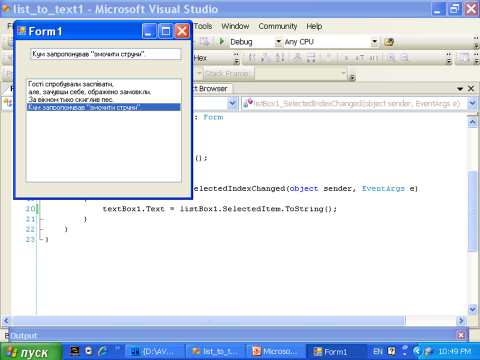 list_to_text1 - Microsoft Visual Studio
Form1
Tools Window Community Help
Debug Any CPU
Hex
Stack Frame:
Кум запропонував "змочити струни".
Гості спробували заспівати,
але, зачувши себе, ображено замовкли.
За вікном тихо скиглив пес.
Кум запропонував "змочити струни".
ct Browser
listBox1_SelectedIndexChanged(object sender, EventArgs e)
: Form
();
electedIndexChanged(object sender, EventArgs e)
20 textBox1.Text = listBox1.SelectedItem.ToString();
21 }
22 }
23 }
Output
пуск
{D:\AV...
list_to_t...
Microso...
Form1
EN
10:49 PM